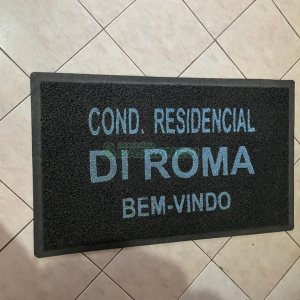 COND. RESIDENCIAL
DI ROMA
BEM-VINDO